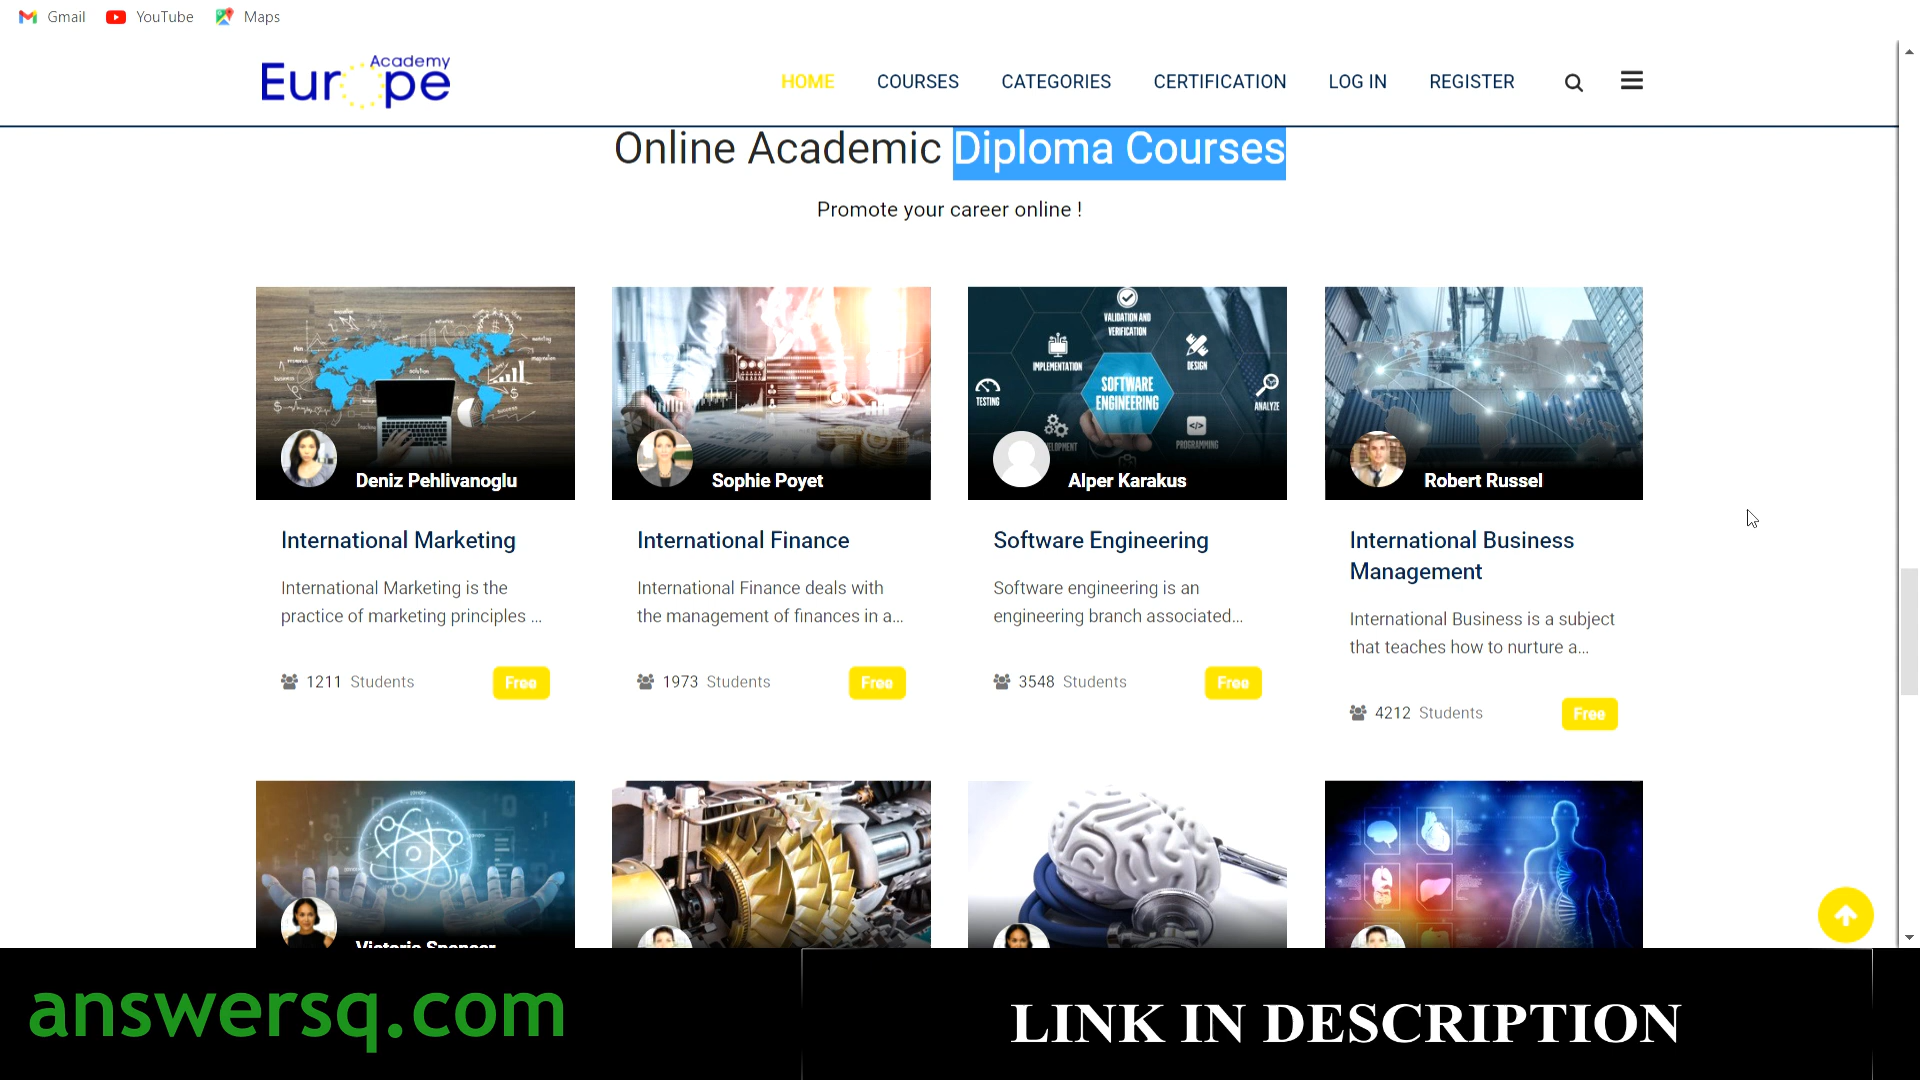 Gmail YouTube Maps
Academy
Europe
HOME COURSES CATEGORIES CERTIFICATION LOG IN REGISTER
Online Academic Diploma Courses
Promote your career online !
VALIDATION AND
VERIFICATION
IMPLEMENTATION
DESIGN
TESTING
SOFTWARE
ENGINEERING
ANALYZE
PROGRAMMING
Deniz Pehlivanoglu
Sophie Poyet
Alper Karakus
Robert Russel
International Marketing
International Marketing is the
practice of marketing principles ...
1211 Students Free
International Finance
International Finance deals with
the management of finances in a...
1973 Students Free
Software Engineering
Software engineering is an
engineering branch associated...
3548 Students Free
International Business
Management
International Business is a subject
that teaches how to nurture a...
4212 Students Free
answersq.com
LINK IN DESCRIPTION